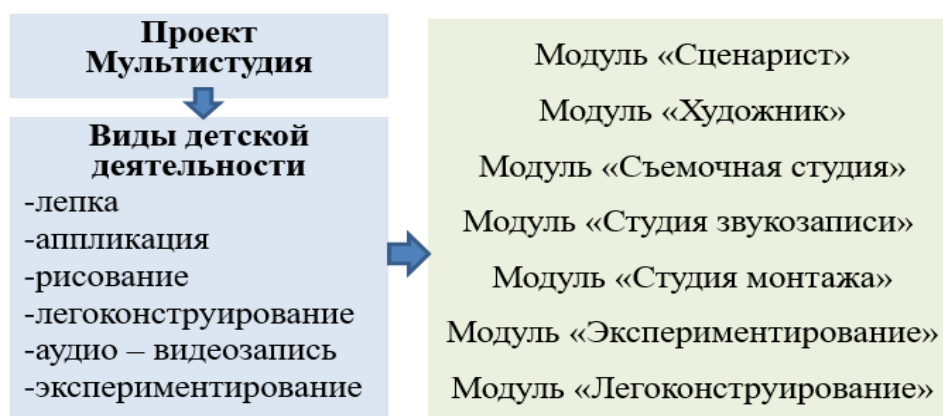 Проект
Мультистудия
Виды детской
деятельности
-лепка
-аппликация
-рисование
-легоконструирование
-аудио – видеозапись
-экспериментирование
Модуль «Сценарист»
Модуль «Художник»
Модуль «Съемочная студия»
Модуль «Студия звукозаписи»
Модуль «Студия монтажа»
Модуль «Экспериментирование»
Модуль «Легоконструирование»